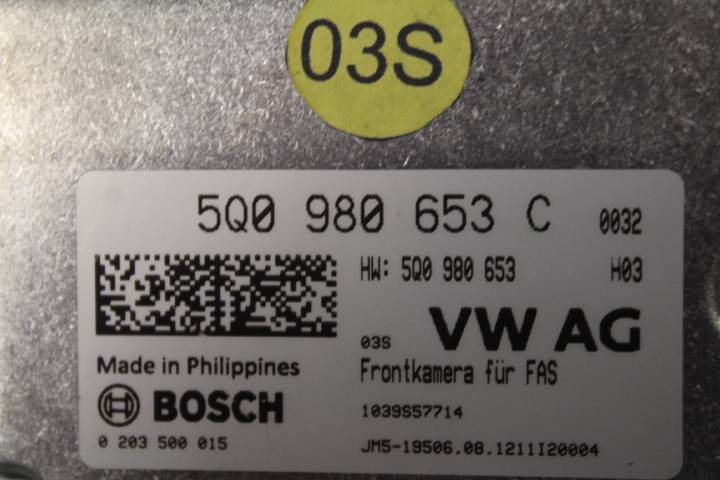 03S
5Q0 980 653 C 0032
HW: 5Q0 980 653 H03
03S VW AG
Made in Philippines
Frontkamera für FAS
BOSCH
1039S57714
0 203 500 015
JM5-19506.08.1211I20004